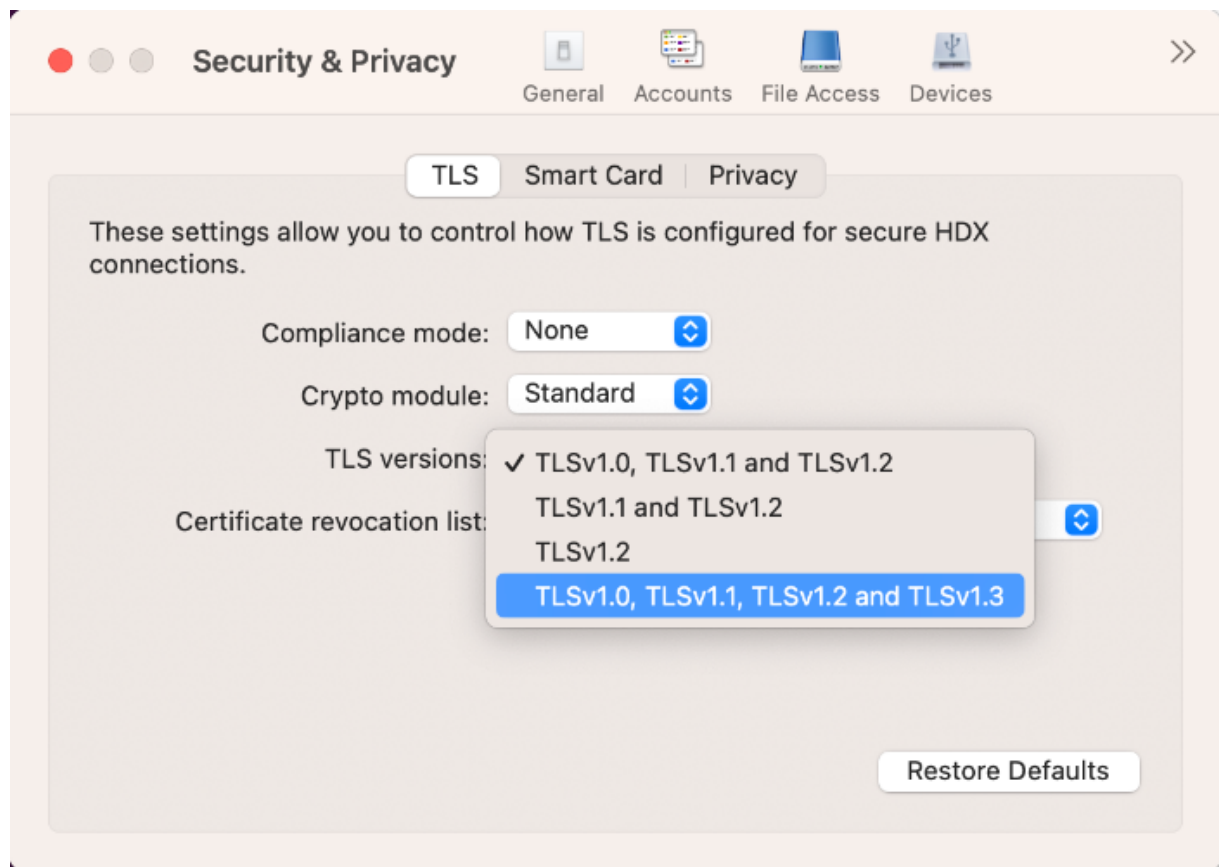 Security & Privacy
General
Accounts
File Access
Devices
TLS
Smart Card
Privacy
These settings allow you to control how TLS is configured for secure HDX
connections.
Compliance mode: None
Crypto module: Standard
TLS versions:
✓ TLSv1.0, TLSv1.1 and TLSv1.2
TLSv1.1 and TLSv1.2
TLSv1.2
TLSv1.0, TLSv1.1, TLSv1.2 and TLSv1.3
Certificate revocation list:
Restore Defaults